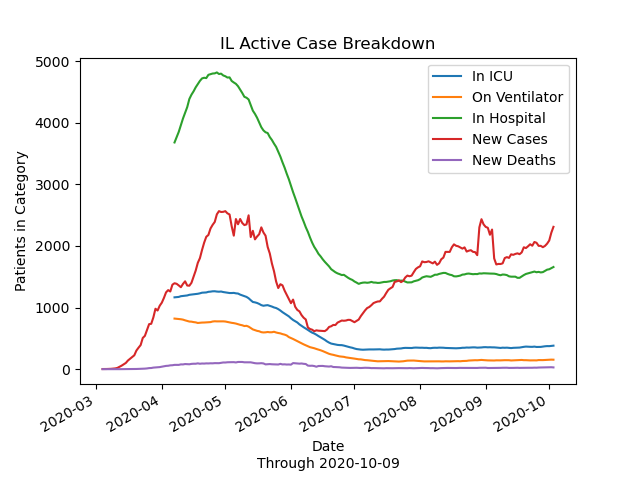 IL Active Case Breakdown
Patients in Category
5000
4000
3000
2000
1000
0
In ICU
On Ventilator
In Hospital
New Cases
New Deaths
2020-03
2020-04
2020-05
2020-06
2020-07
2020-08
2020-09
2020-10
Date
Through 2020-10-09